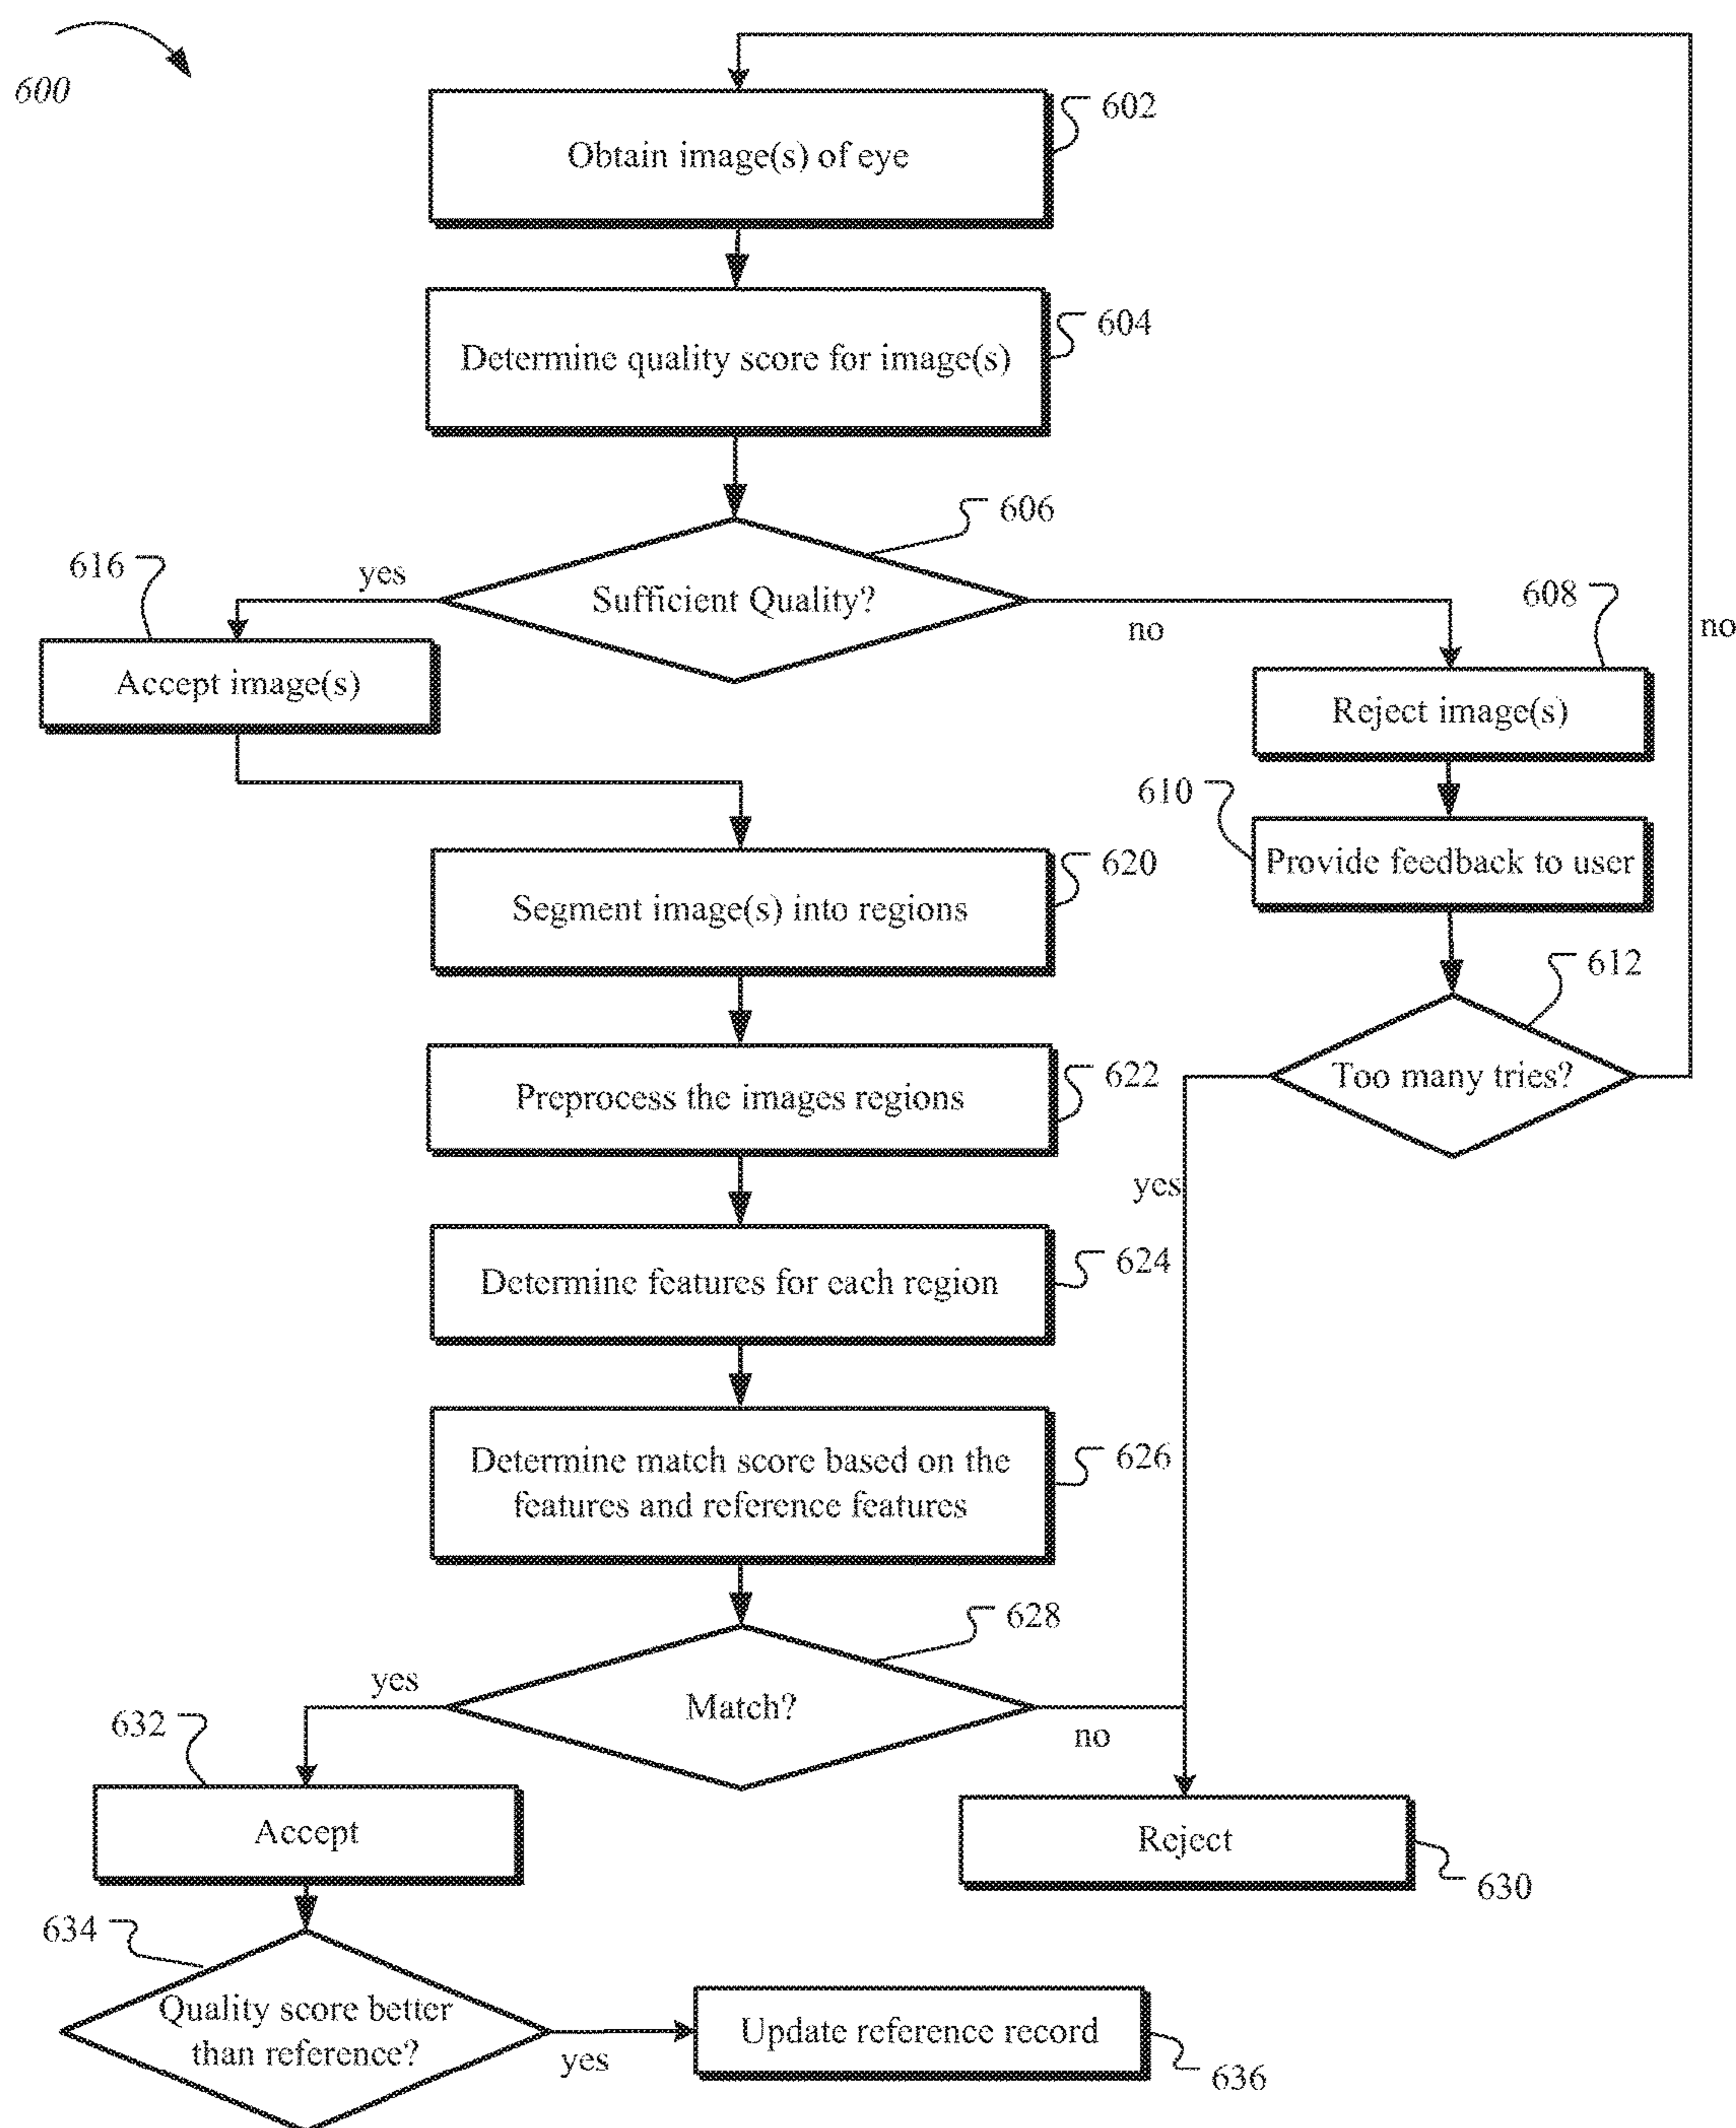 600
602
Obtain image(s) of eye
604
Determine quality score for image(s)
606
Sufficient Quality?
yes
no
616
Accept image(s)
608
Reject image(s)
no
610
Provide feedback to user
612
Too many tries?
yes
620
Segment image(s) into regions
622
Preprocess the images regions
624
Determine features for each region
626
Determine match score based on the
features and reference features
628
Match?
yes
no
632
Accept
Reject
630
634
Quality score better
than reference?
yes
Update reference record
636